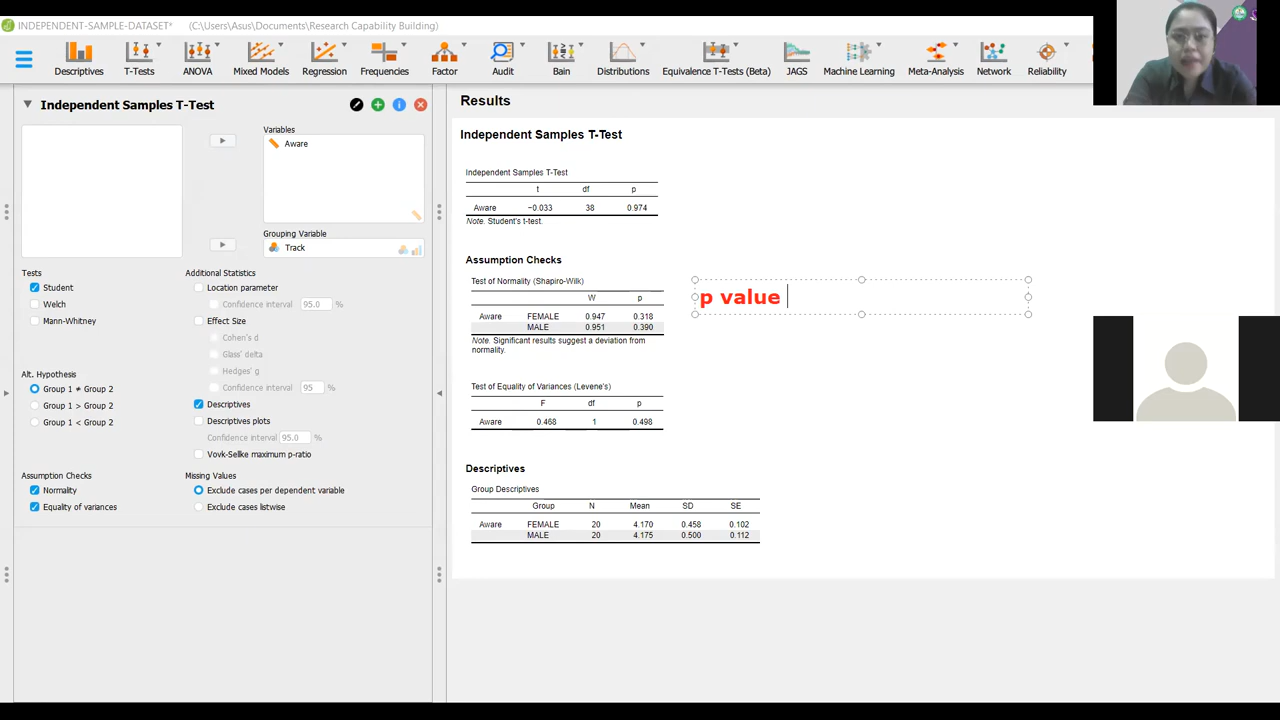 INDEPENDENT-SAMPLE-DATASET* (C:\Users\Asus\Documents\Research Capability Building)
Descriptives T-Tests ANOVA Mixed Models Regression Frequencies Factor Audit Bain Distributions Equivalence T-Tests (Beta) JAGS Machine Learning Meta-Analysis Network Reliability
Independent Samples T-Test
Variables
Aware
Grouping Variable
Track
Tests
Student
Welch
Mann-Whitney
Alt. Hypothesis
Group 1 ≠ Group 2
Group 1 > Group 2
Group 1 < Group 2
Assumption Checks
Normality
Equality of variances
Additional Statistics
Location parameter
Confidence interval 95.0 %
Effect Size
Cohen's d
Glass' delta
Hedges' g
Confidence interval 95 %
Descriptives
Descriptives plots
Confidence interval 95.0 %
Vovk-Sellke maximum p-ratio
Missing Values
Exclude cases per dependent variable
Exclude cases listwise
Results
Independent Samples T-Test
Independent Samples T-Test
t df p
Aware −0.033 38 0.974
Note. Student's t-test.
Assumption Checks
Test of Normality (Shapiro-Wilk)
W p
Aware FEMALE 0.947 0.318
MALE 0.951 0.390
Note. Significant results suggest a deviation from
normality.
p value
Test of Equality of Variances (Levene's)
F df p
Aware 0.468 1 0.498
Descriptives
Group Descriptives
Group N Mean SD SE
Aware FEMALE 20 4.170 0.458 0.102
MALE 20 4.175 0.500 0.112